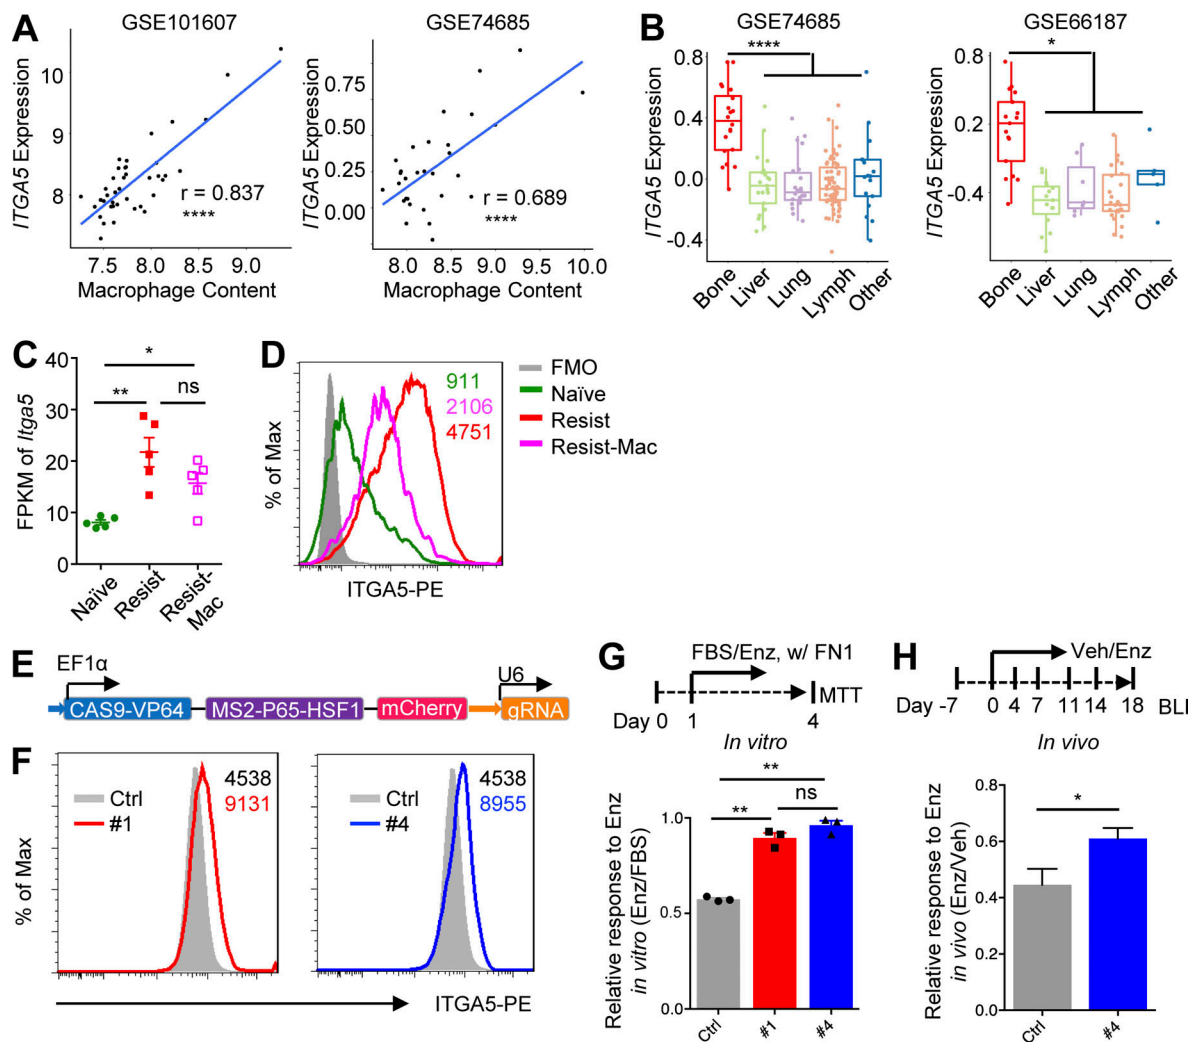 A
GSE101607
ITGA5 Expression
10
9
8
r = 0.837
****
7.5 8.0 8.5 9.0
Macrophage Content
GSE74685
ITGA5 Expression
0.75
0.50
0.25
0.00
r = 0.689
****
8.0 8.5 9.0 9.5 10.0
Macrophage Content
B
GSE74685
ITGA5 Expression
0.8
0.4
0.0
-0.4
****
Bone Liver Lung Lymph Other
GSE66187
ITGA5 Expression
0.8
0.2
-0.4
*
Bone Liver Lung Lymph Other
C
FPKM of Itga5
40
30
20
10
0
*
** ns
Naïve Resist Resist-
Mac
D
% of Max
911
2106
4751
ITGA5-PE
FMO
Naïve
Resist
Resist-Mac
E
EF1α
U6
CAS9-VP64 MS2-P65-HSF1 mCherry gRNA
F
% of Max
Ctrl
#1
4538
9131
Ctrl
#4
4538
8955
ITGA5-PE
G
FBS/Enz, w/ FN1
MTT
Day 0 1 4
In vitro
Relative response to Enz
in vitro (Enz/FBS)
1.0
0.5
0.0
**
** ns
Ctrl #1 #4
H
Veh/Enz
Day -7 0 4 7 11 14 18 BLI
In vivo
Relative response to Enz
in vivo (Enz/Veh)
0.8
0.6
0.4
0.2
0.0
*
Ctrl #4